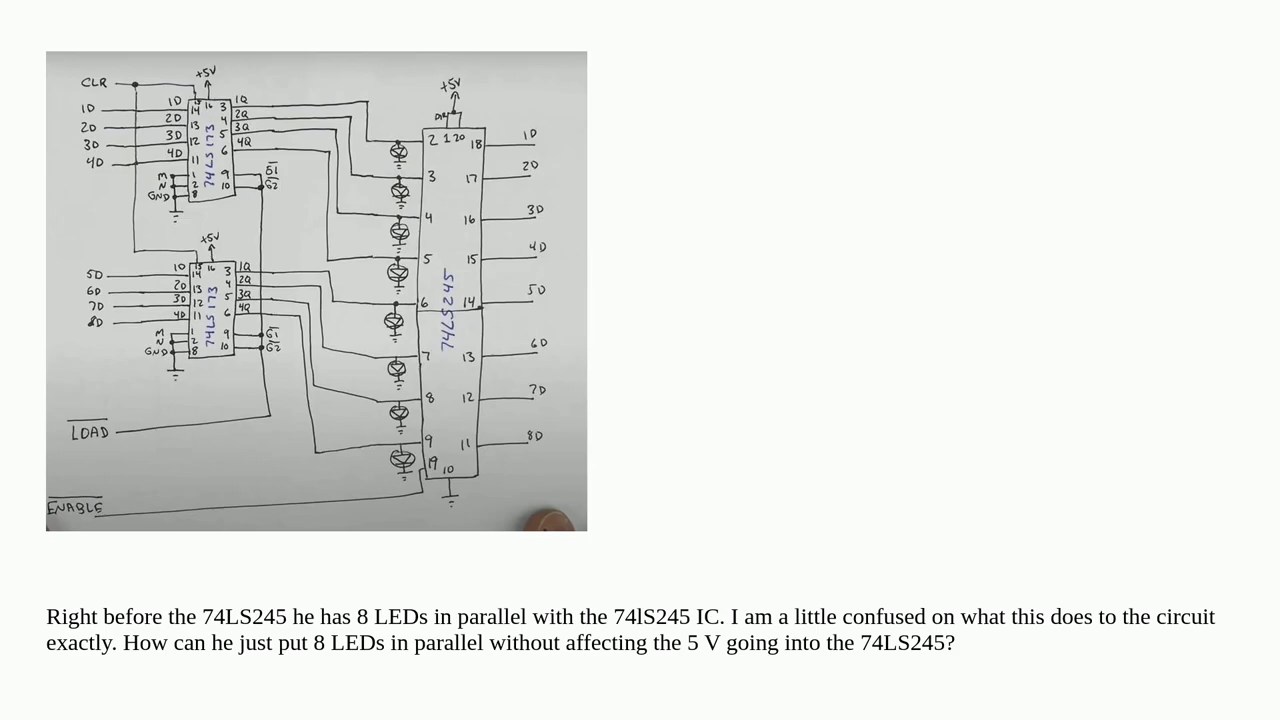 CLR
+5V
+5V
1D 1D 14 15 16 3 1Q
DIR
2D 2D 13 4 2Q
2 1 20 18 1D
3D 3D 12 74LS173 5 3Q
4D 4D 11 6 4Q
M 1 9 G1
3 17 2D
N 2 10 G2
GND 8
4 16 3D
+5V
5 15 4D
5D 1D 14 15 16 3 1Q
6D 2D 13 4 2Q
7D 3D 12 74LS173 5 3Q
6 74LS245 14 5D
8D 4D 11 6 4Q
M 1 9 G1
N 2 10 G2
GND 8
7 13 6D
8 12 7D
LOAD
9 11 8D
19 10
ENABLE
Right before the 74LS245 he has 8 LEDs in parallel with the 74lS245 IC. I am a little confused on what this does to the circuit
exactly. How can he just put 8 LEDs in parallel without affecting the 5 V going into the 74LS245?